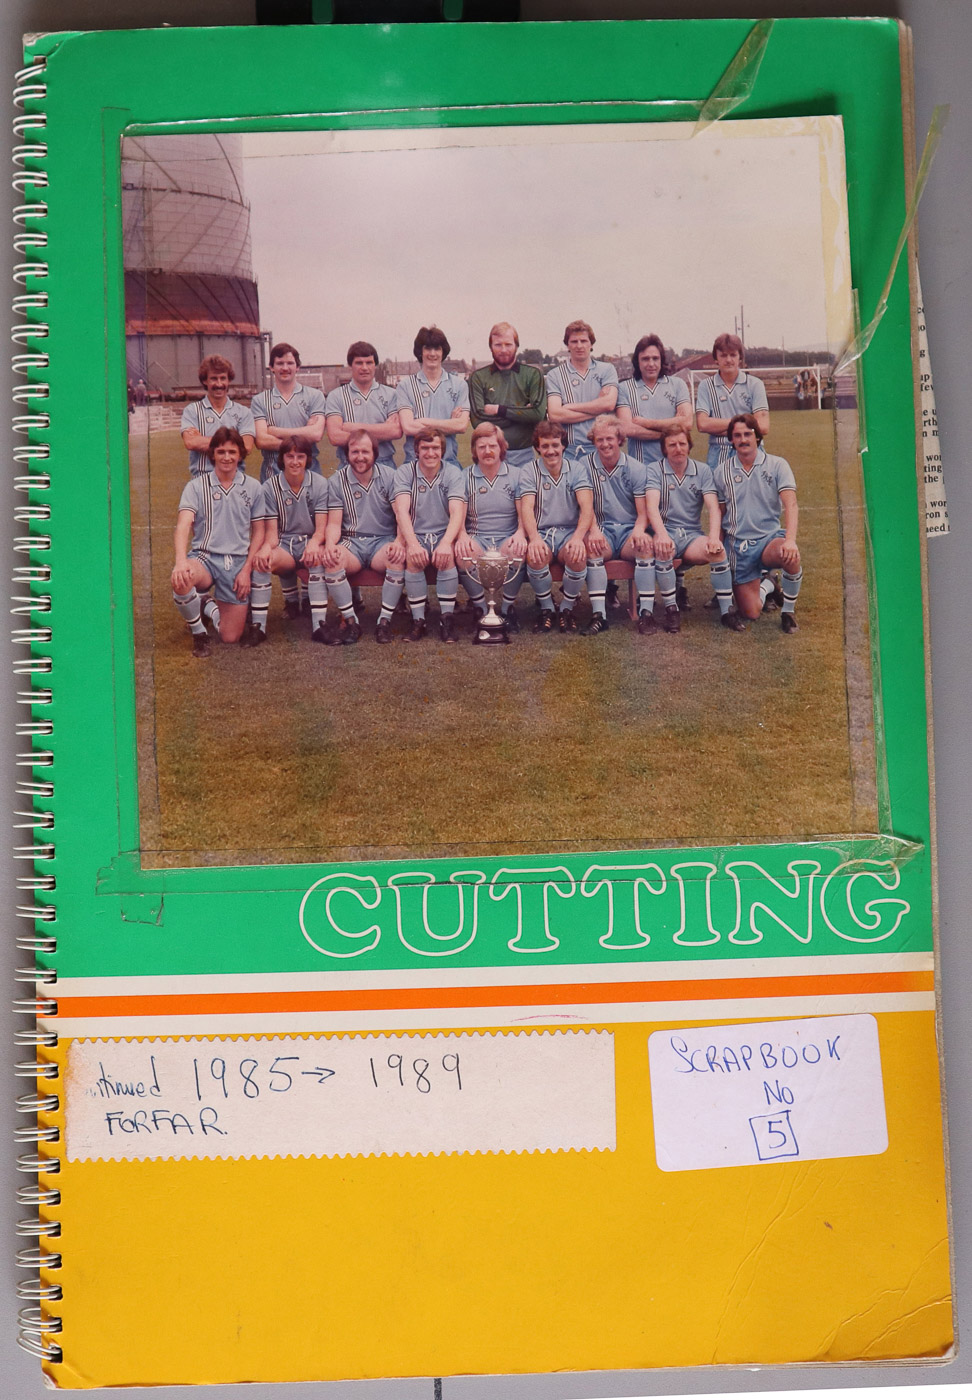 CUTTING
ntinued 1985 → 1989
FORFAR.
SCRAPBOOK
No
5